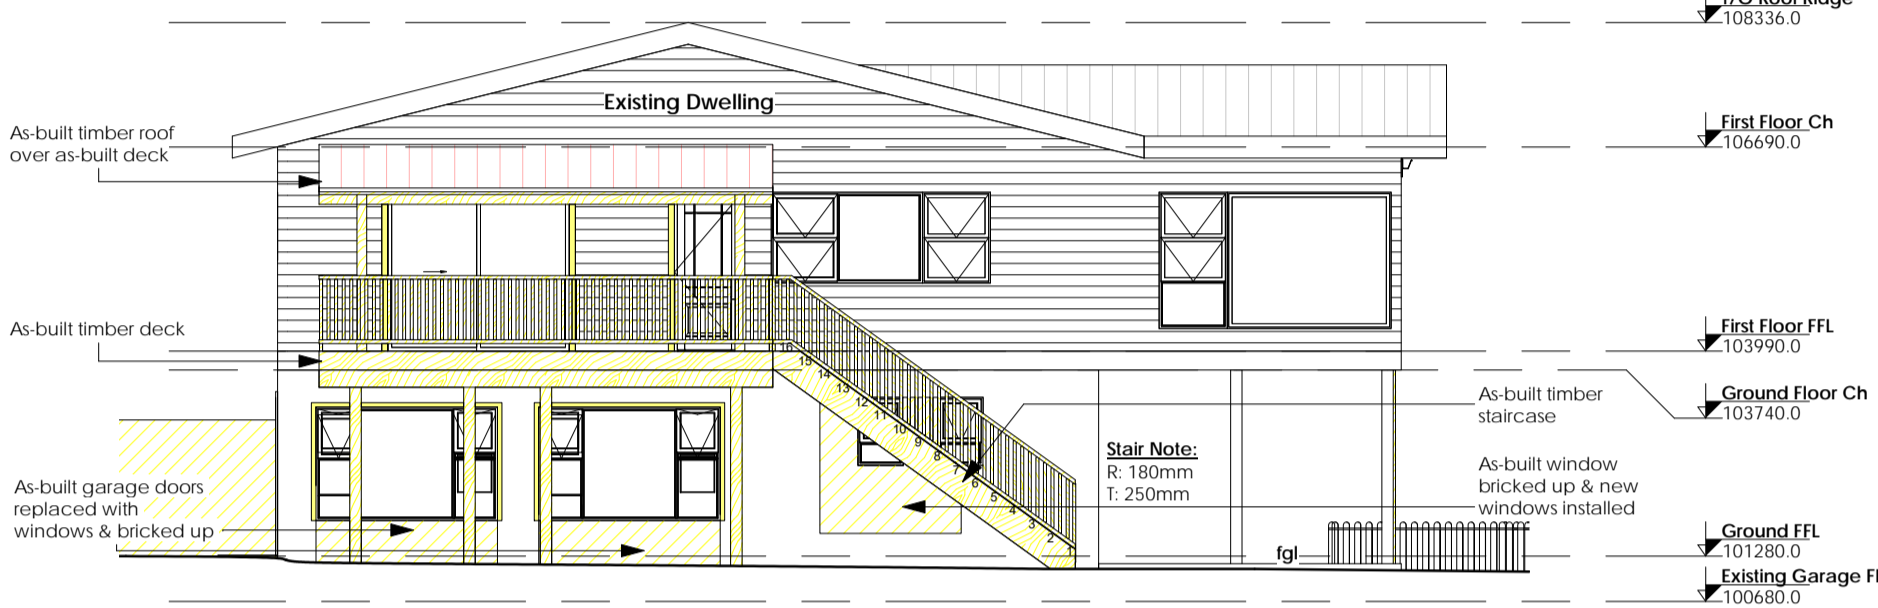 T/O Roof Ridge
108336.0
Existing Dwelling
As-built timber roof
over as-built deck
First Floor Ch
106690.0
As-built timber deck
First Floor FFL
103990.0
16
15
14
13
12
11
10
9
8
7
6
5
4
3
2
1
As-built timber
staircase
Ground Floor Ch
103740.0
Stair Note:
R: 180mm
T: 250mm
As-built window
bricked up & new
windows installed
As-built garage doors
replaced with
windows & bricked up
fgl
Ground FFL
101280.0
Existing Garage
100680.0